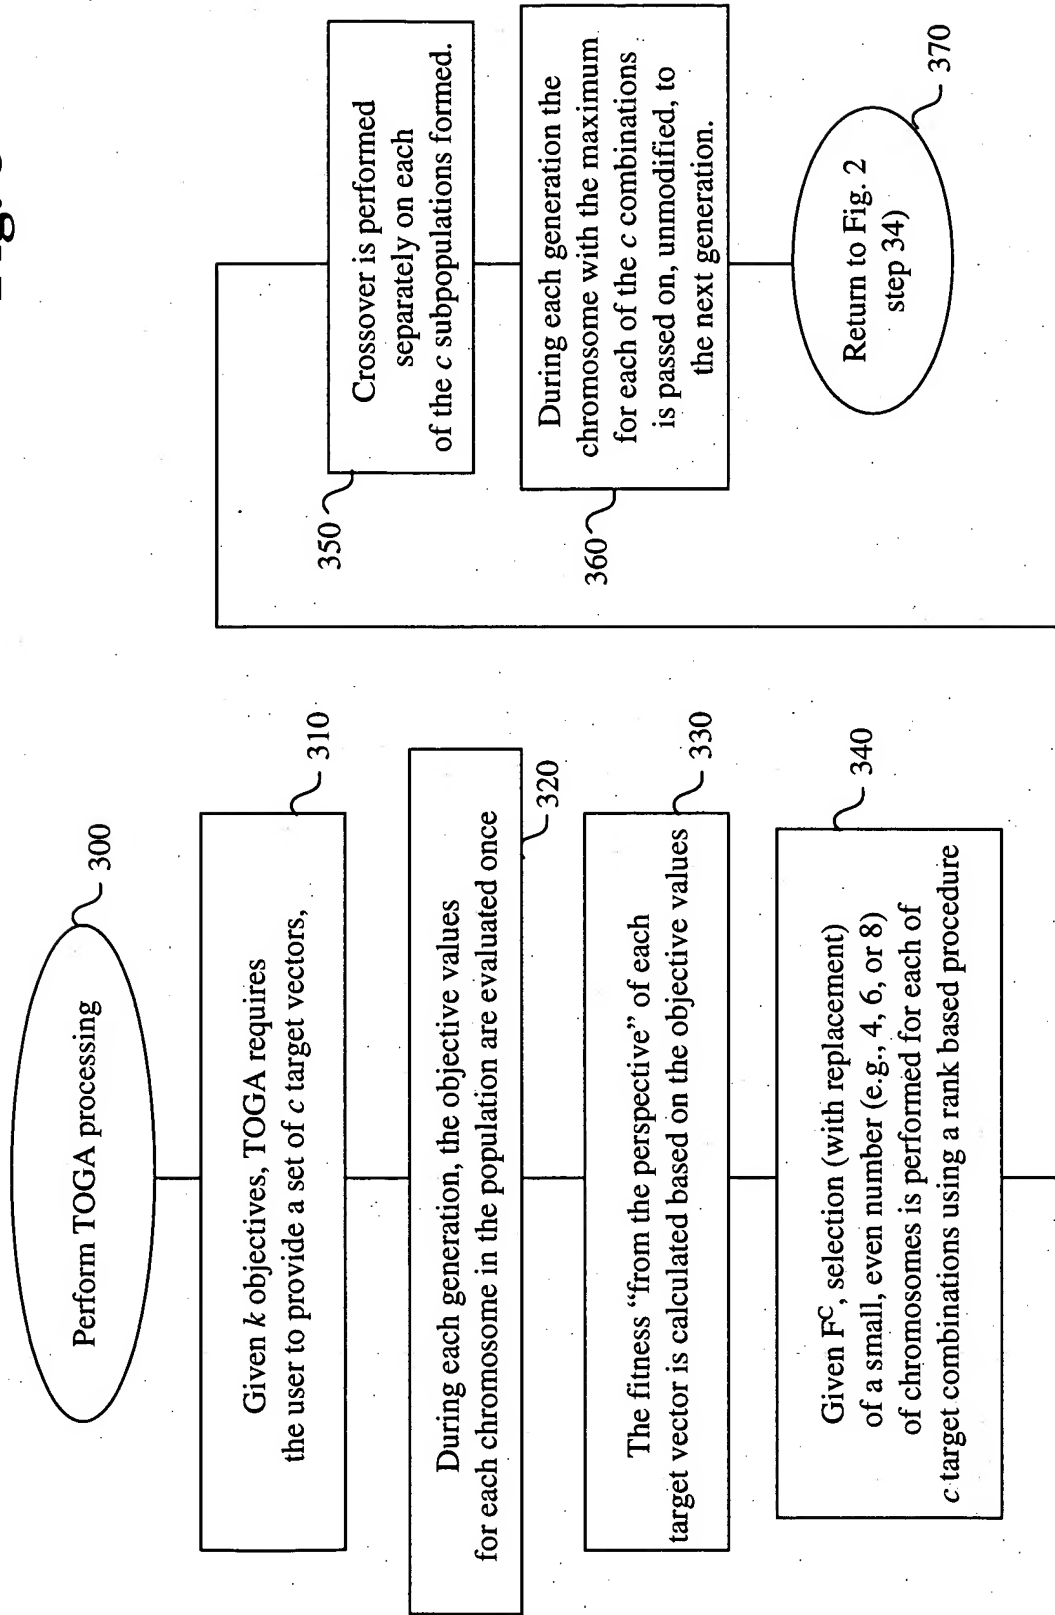 Perform TOGA processing
300
Given k objectives, TOGA requires
the user to provide a set of c target vectors,
310
During each generation, the objective values
for each chromosome in the population are evaluated once
320
The fitness “from the perspective” of each
target vector is calculated based on the objective values
330
Given F^C, selection (with replacement)
of a small, even number (e.g., 4, 6, or 8)
of chromosomes is performed for each of
c target combinations using a rank based procedure
340
Crossover is performed
separately on each
of the c subpopulations formed.
350
During each generation the
chromosome with the maximum
for each of the c combinations
is passed on, unmodified, to
the next generation.
360
Return to Fig. 2
step 34)
370